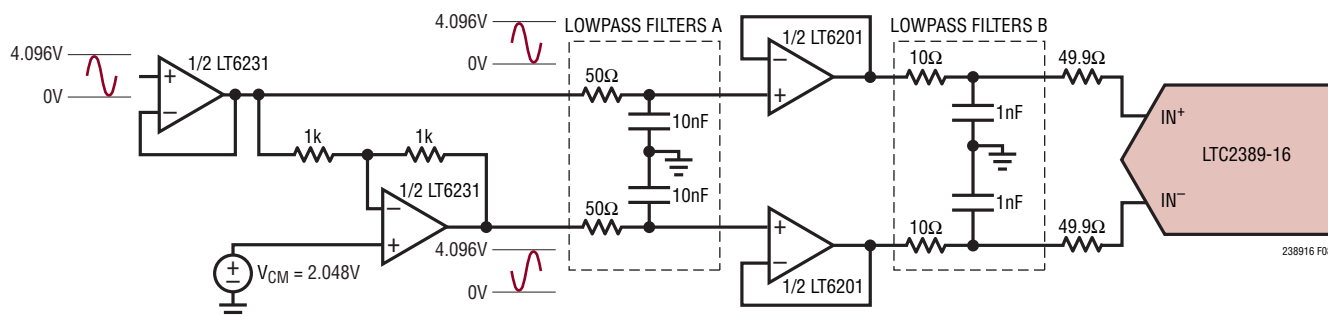 4.096V
0V
1/2 LT6231
1k
1k
1/2 LT6231
VCM = 2.048V
4.096V
0V
4.096V
0V
LOWPASS FILTERS A
50Ω
10nF
10nF
50Ω
1/2 LT6201
1/2 LT6201
LOWPASS FILTERS B
10Ω
1nF
1nF
10Ω
49.9Ω
49.9Ω
IN+
IN−
LTC2389-16
238916 F08